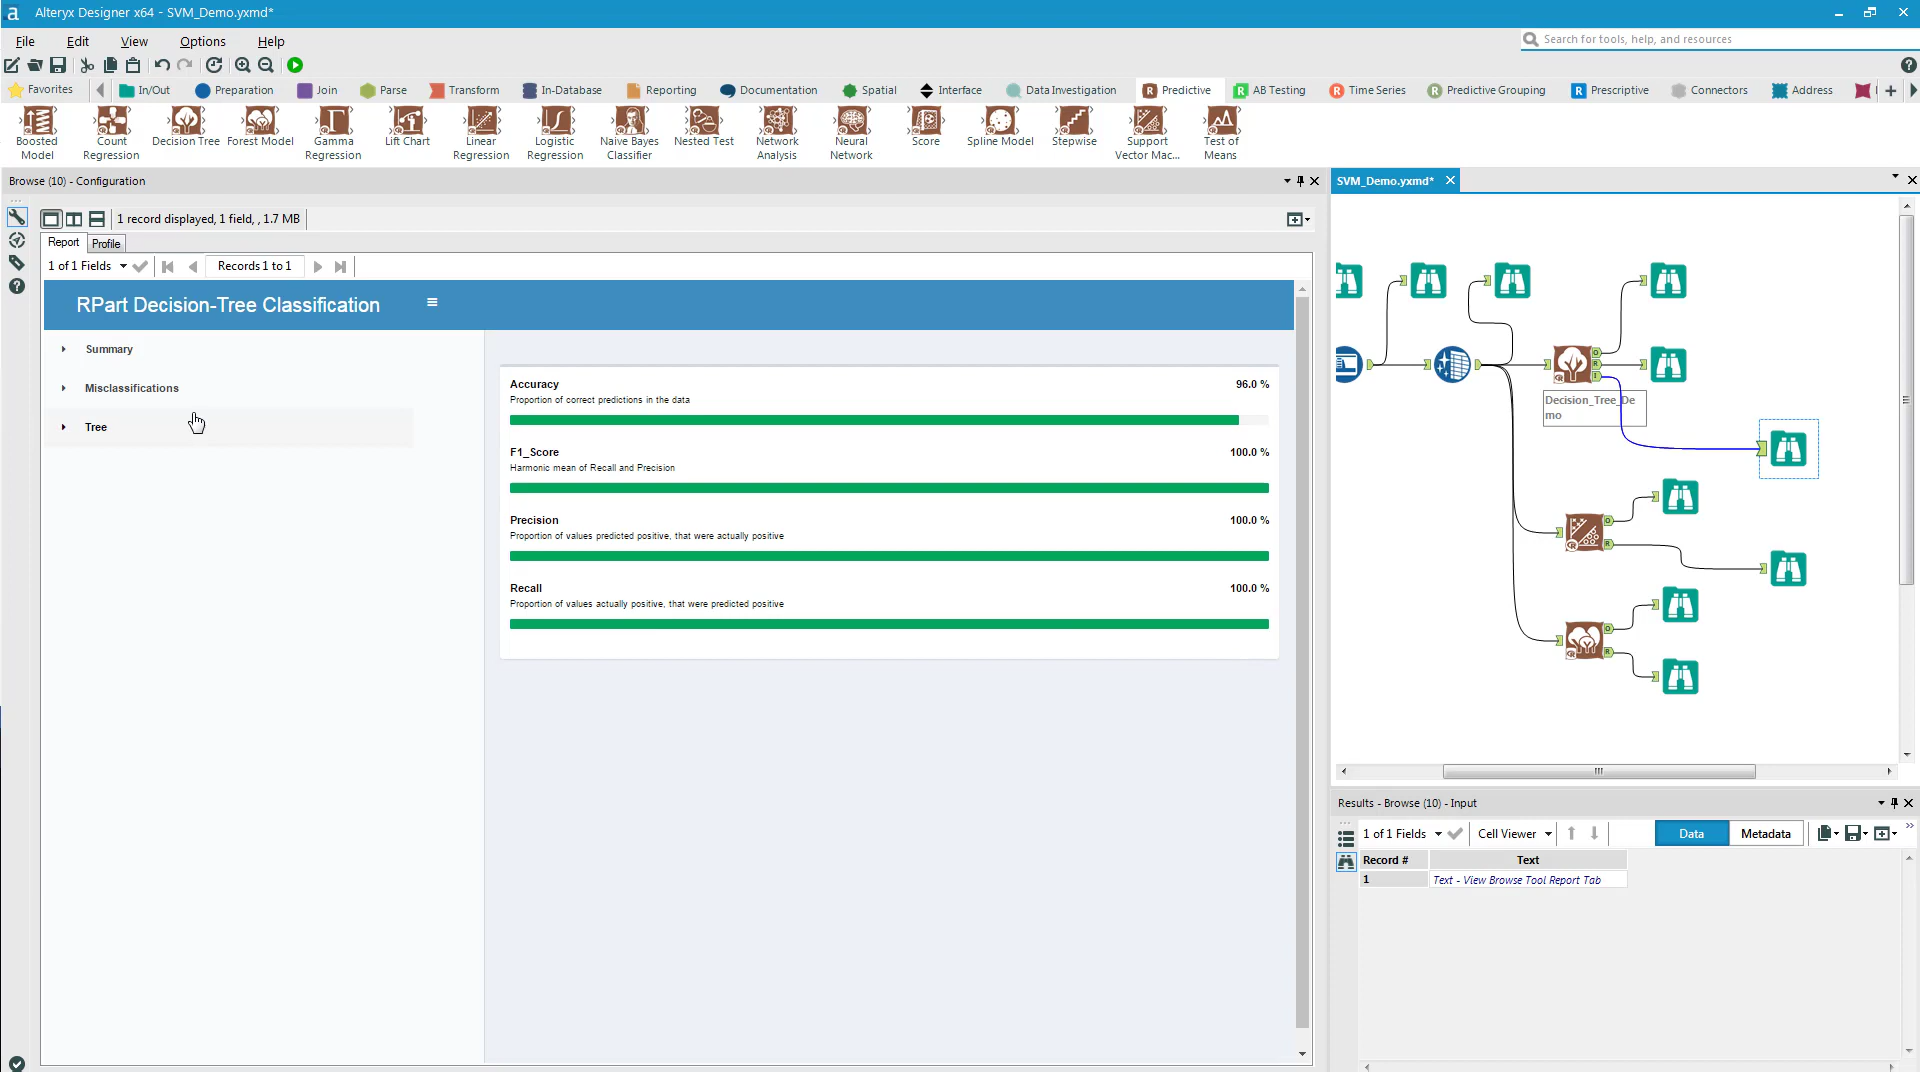 a Alteryx Designer x64 - SVM_Demo.yxmd*
File Edit View Options Help
Search for tools, help, and resources
Favorites In/Out Preparation Join Parse Transform In-Database Reporting Documentation Spatial Interface Data Investigation Predictive AB Testing Time Series Predictive Grouping Prescriptive Connectors Address
Boosted Model
Count Regression
Decision Tree
Forest Model
Gamma Regression
Lift Chart
Linear Regression
Logistic Regression
Naive Bayes Classifier
Nested Test
Network Analysis
Neural Network
Score
Spline Model
Stepwise
Support Vector Mac...
Test of Means
Browse (10) - Configuration
1 record displayed, 1 field, , 1.7 MB
Report Profile
1 of 1 Fields Records 1 to 1
RPart Decision-Tree Classification
Summary
Misclassifications
Tree
Accuracy 96.0 %
Proportion of correct predictions in the data
F1_Score 100.0 %
Harmonic mean of Recall and Precision
Precision 100.0 %
Proportion of values predicted positive, that were actually positive
Recall 100.0 %
Proportion of values actually positive, that were predicted positive
SVM_Demo.yxmd*
Decision_Tree_De
mo
Results - Browse (10) - Input
1 of 1 Fields Cell Viewer Data Metadata
Record # Text
1 Text - View Browse Tool Report Tab